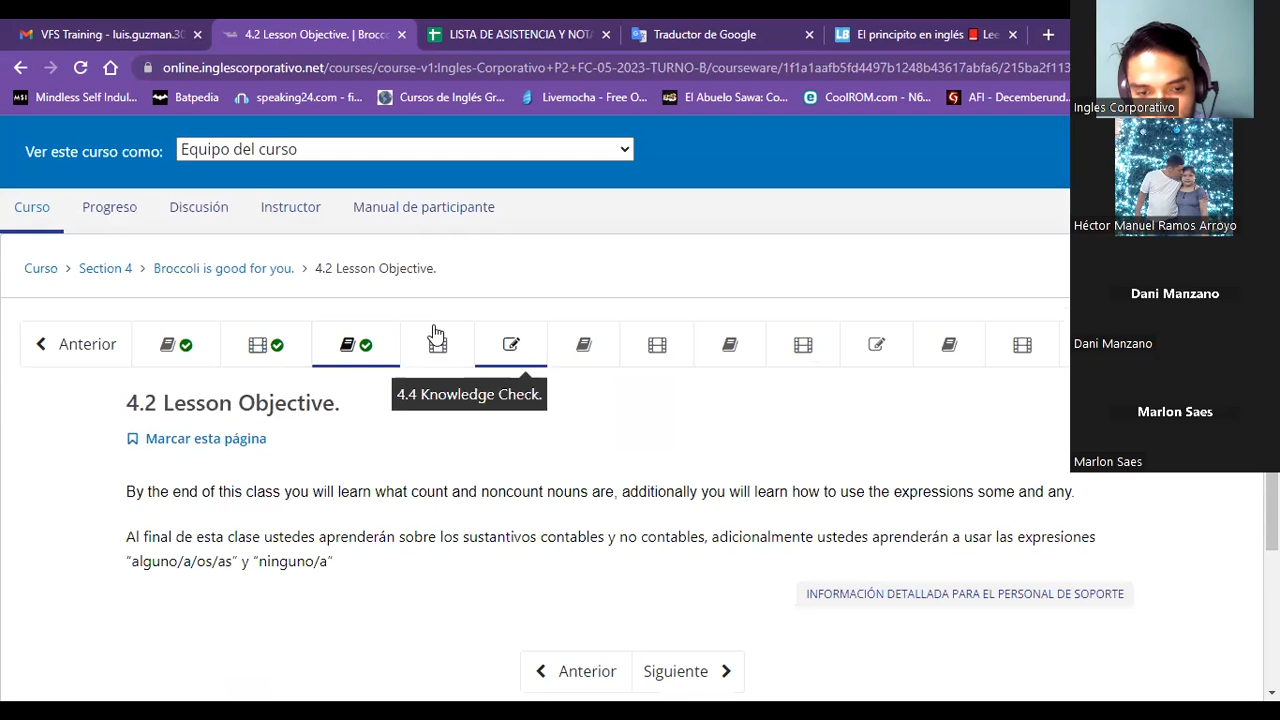 VFS Training - luis.guzman.30
4.2 Lesson Objective. | Brocc
LISTA DE ASISTENCIA Y NOTA
Traductor de Google
El principito en inglés
Lee
online.inglescorporativo.net/courses/course-v1:Ingles-Corporativo+P2+FC-05-2023-TURNO-B/courseware/1f1a1aafb5fd4497b1248b43617abfa6/215ba2f113
Mindless Self Indul...
Batpedia
speaking24.com - fi...
Cursos de Inglés Gr...
Livemocha - Free O...
El Abuelo Sawa: Co...
CoolROM.com - N6...
AFI - Decemberund
Ver este curso como:
Equipo del curso
Curso
Progreso
Discusión
Instructor
Manual de participante
Curso > Section 4 > Broccoli is good for you. > 4.2 Lesson Objective.
Anterior
4.4 Knowledge Check.
4.2 Lesson Objective.
Marcar esta página
By the end of this class you will learn what count and noncount nouns are, additionally you will learn how to use the expressions some and any.
Al final de esta clase ustedes aprenderán sobre los sustantivos contables y no contables, adicionalmente ustedes aprenderán a usar las expresiones
"alguno/a/os/as" y "ninguno/a"
INFORMACIÓN DETALLADA PARA EL PERSONAL DE SOPORTE
Anterior
Siguiente
Ingles Corporativo
Héctor Manuel Ramos Arroyo
Dani Manzano
Dani Manzano
Marlon Saes
Marlon Saes